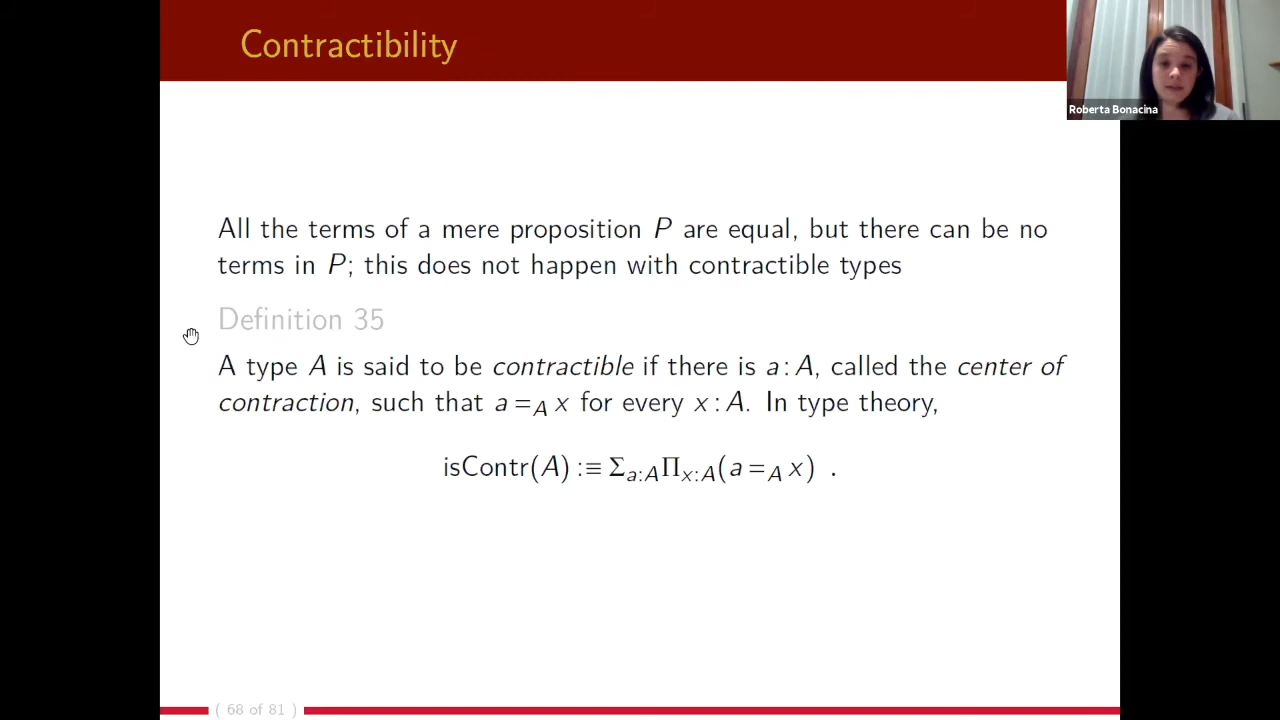 Contractibility
Roberta Bonacina
All the terms of a mere proposition P are equal, but there can be no
terms in P; this does not happen with contractible types
Definition 35
A type A is said to be contractible if there is a : A, called the center of
contraction, such that a =_A x for every x : A. In type theory,
isContr(A) :≡ Σ_{a:A}Π_{x:A}(a =_A x) .
( 68 of 81 )